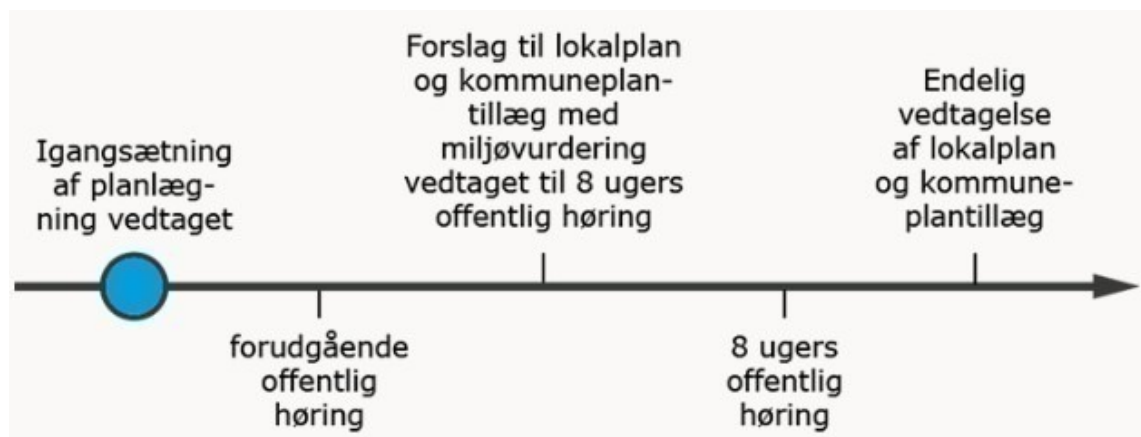 Igangsætning
af planlæg-
ning vedtaget
forudgående
offentlig
høring
Forslag til lokalplan
og kommuneplan-
tillæg med
miljøvurdering
vedtaget til 8 ugers
offentlig høring
8 ugers
offentlig
høring
Endelig
vedtagelse
af lokalplan
og kommune-
plantillæg